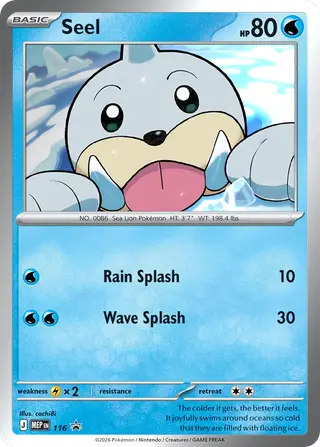 BASIC
Seel
HP 80
NO. 0086 Sea Lion Pokémon HT: 3'7" WT: 198.4 lbs
Rain Splash 10
Wave Splash 30
Illus. cochi8i
weakness ×2 resistance retreat
J MEP EN 116
The colder it gets, the better it feels.
It joyfully swims around oceans so cold
that they are filled with floating ice.
©2026 Pokémon / Nintendo / Creatures / GAME FREAK